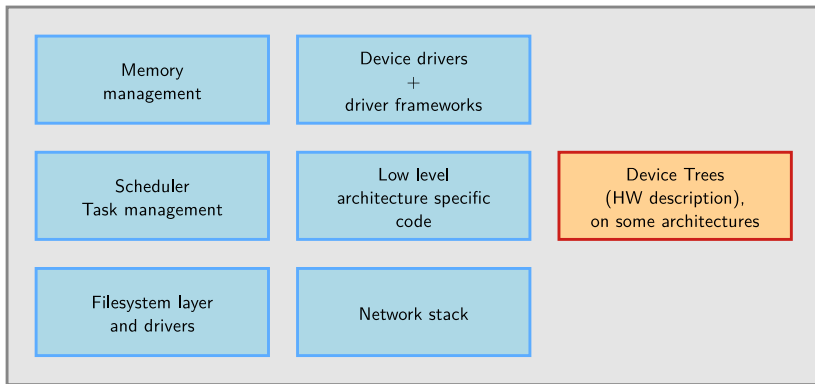 Memory
management
Device drivers
+
driver frameworks
Scheduler
Task management
Low level
architecture specific
code
Device Trees
(HW description),
on some architectures
Filesystem layer
and drivers
Network stack